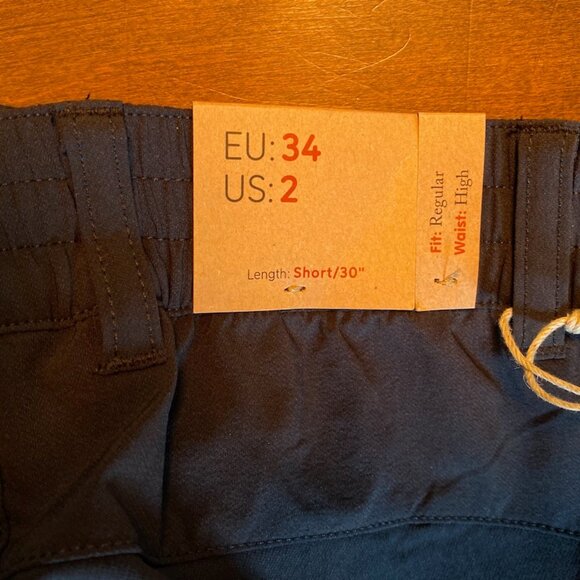 EU: 34
US: 2
Length: Short/30"
Fit: Regular
Waist: High